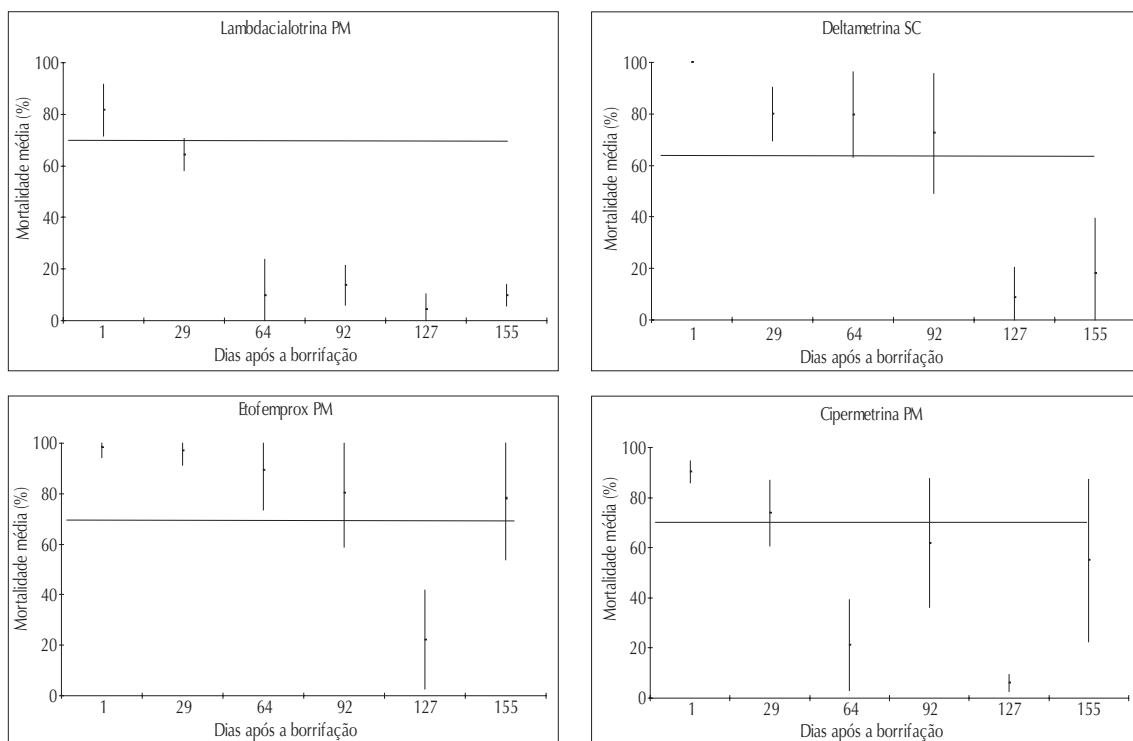 Lambdacialotrina PM
Mortalidade média (%)
100
80
60
40
20
0
1 29 64 92 127 155
Dias após a borrifação
Deltametrina SC
Mortalidade média (%)
100
80
60
40
20
0
1 29 64 92 127 155
Dias após a borrifação
Etofemprox PM
Mortalidade média (%)
100
80
60
40
20
0
1 29 64 92 127 155
Dias após a borrifação
Cipermetrina PM
Mortalidade média (%)
100
80
60
40
20
0
1 29 64 92 127 155
Dias após a borrifação